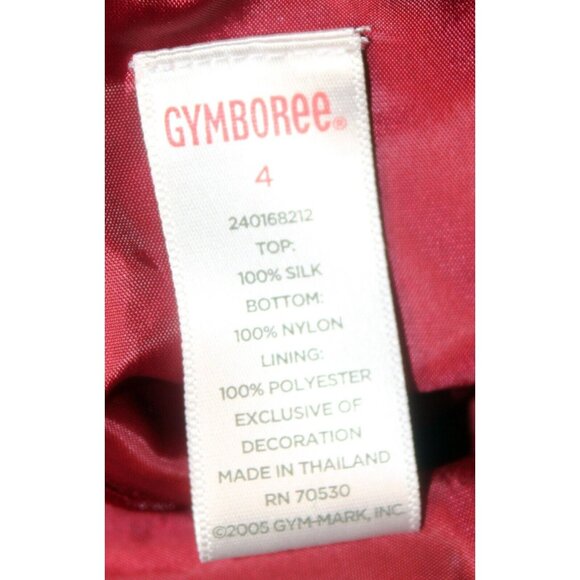 GYMBOREE®
4
240168212
TOP:
100% SILK
BOTTOM:
100% NYLON
LINING:
100% POLYESTER
EXCLUSIVE OF
DECORATION
MADE IN THAILAND
RN 70530
©2005 GYM-MARK, INC.